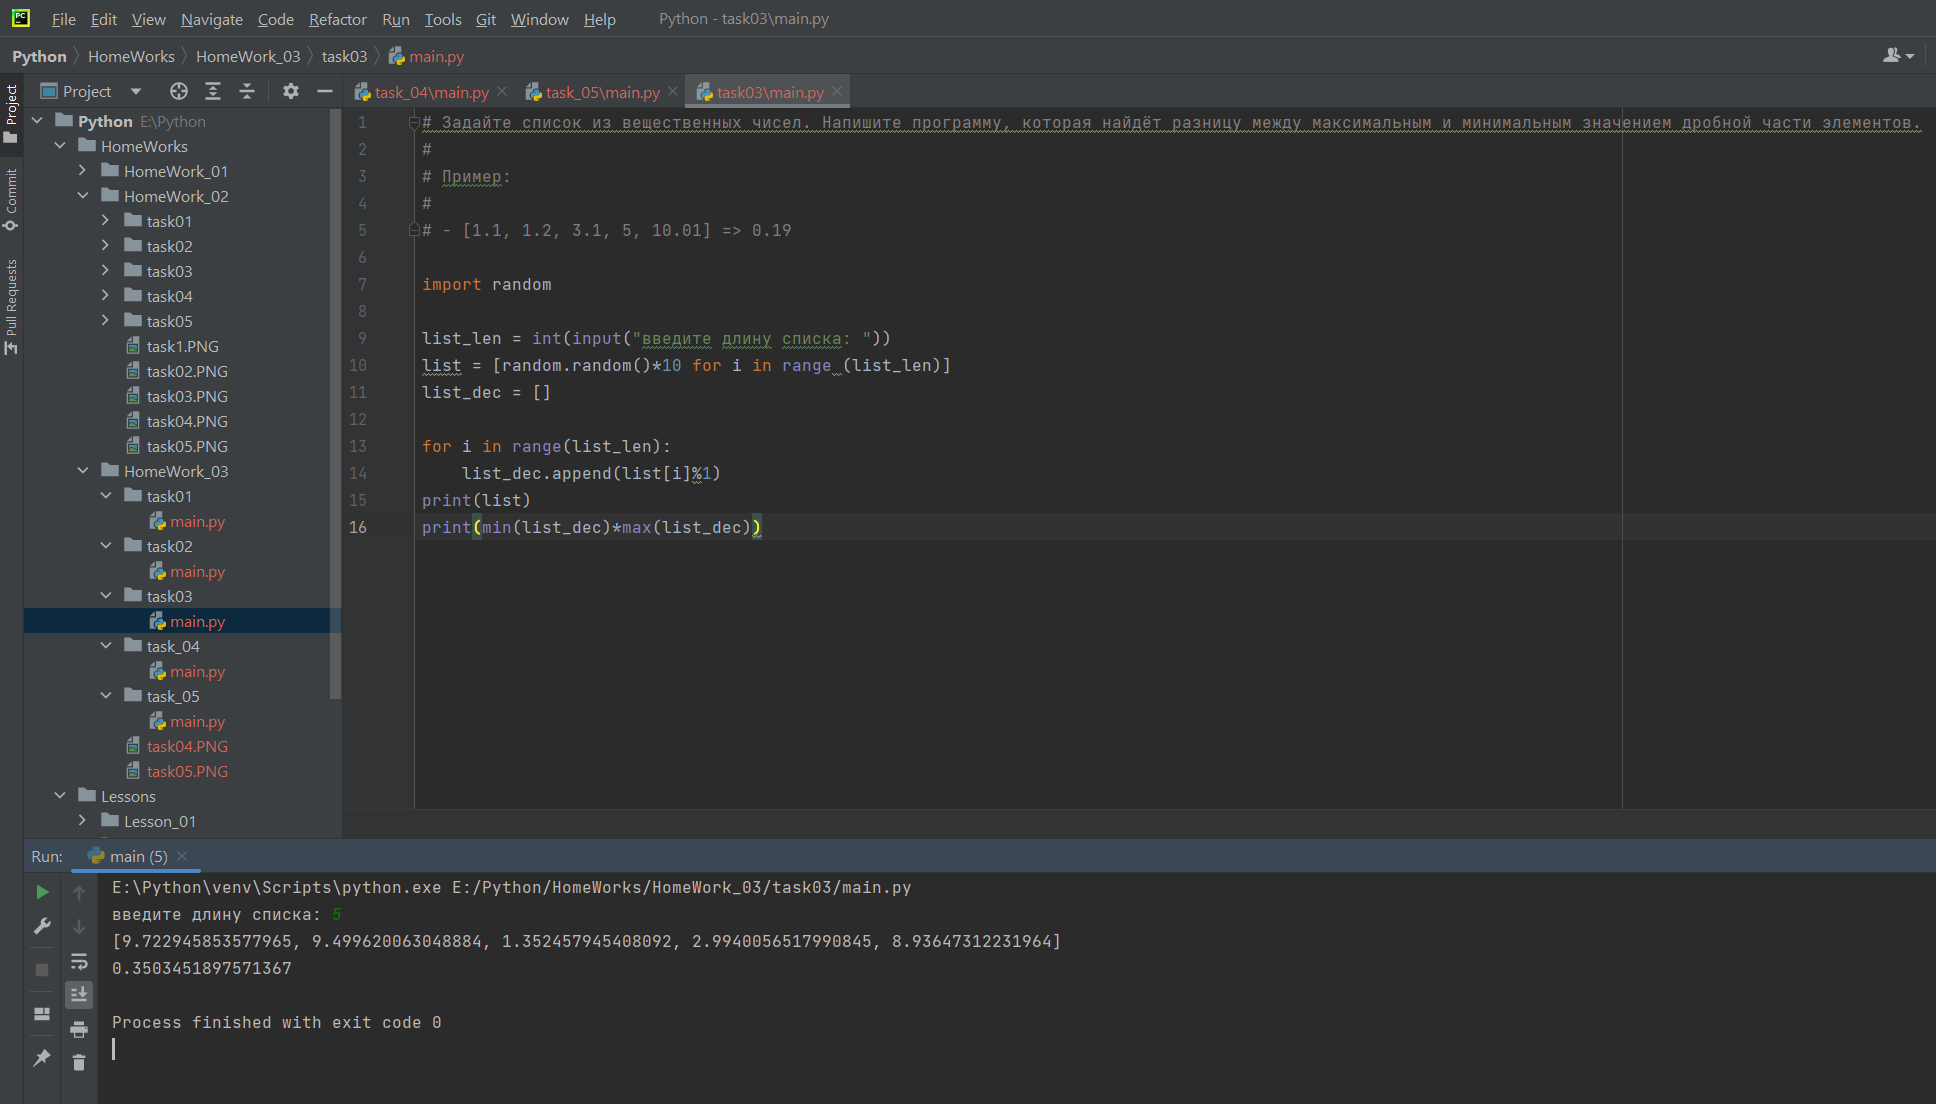 PC File Edit View Navigate Code Refactor Run Tools Git Window Help Python - task03\main.py
Python HomeWorks HomeWork_03 task03 main.py
Project
Commit
Pull Requests
Project
Python E:\Python
HomeWorks
HomeWork_01
HomeWork_02
task01
task02
task03
task04
task05
task1.PNG
task02.PNG
task03.PNG
task04.PNG
task05.PNG
HomeWork_03
task01
main.py
task02
main.py
task03
main.py
task_04
main.py
task_05
main.py
task04.PNG
task05.PNG
Lessons
Lesson_01
task_04\main.py task_05\main.py task03\main.py
1 # Задайте список из вещественных чисел. Напишите программу, которая найдёт разницу между максимальным и минимальным значением дробной части элементов.
2 #
3 # Пример:
4 #
5 # - [1.1, 1.2, 3.1, 5, 10.01] => 0.19
6
7 import random
8
9 list_len = int(input("введите длину списка: "))
10 list = [random.random()*10 for i in range (list_len)]
11 list_dec = []
12
13 for i in range(list_len):
14     list_dec.append(list[i]%1)
15 print(list)
16 print(min(list_dec)*max(list_dec))
Run: main (5)
E:\Python\venv\Scripts\python.exe E:/Python/HomeWorks/HomeWork_03/task03/main.py
введите длину списка: 5
[9.722945853577965, 9.499620063048884, 1.352457945408092, 2.9940056517990845, 8.93647312231964]
0.3503451897571367
Process finished with exit code 0